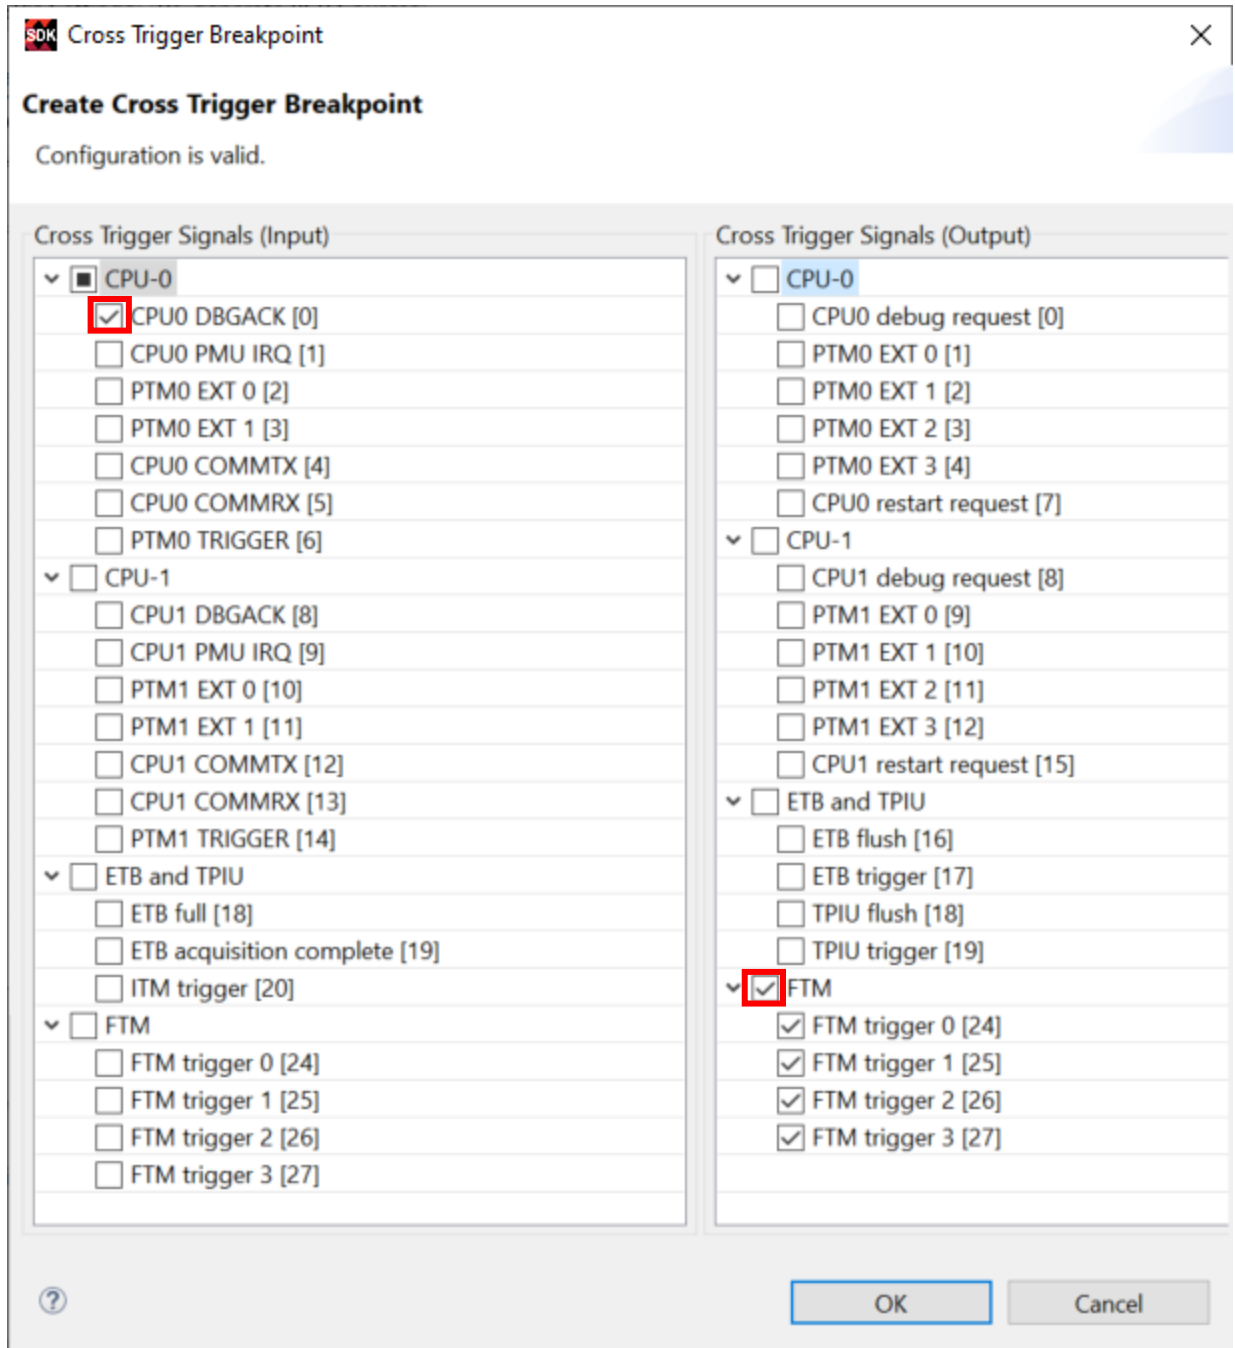 SDK Cross Trigger Breakpoint
Create Cross Trigger Breakpoint
Configuration is valid.
Cross Trigger Signals (Input)
CPU-0
CPU0 DBGACK [0]
CPU0 PMU IRQ [1]
PTM0 EXT 0 [2]
PTM0 EXT 1 [3]
CPU0 COMMTX [4]
CPU0 COMMRX [5]
PTM0 TRIGGER [6]
CPU-1
CPU1 DBGACK [8]
CPU1 PMU IRQ [9]
PTM1 EXT 0 [10]
PTM1 EXT 1 [11]
CPU1 COMMTX [12]
CPU1 COMMRX [13]
PTM1 TRIGGER [14]
ETB and TPIU
ETB full [18]
ETB acquisition complete [19]
ITM trigger [20]
FTM
FTM trigger 0 [24]
FTM trigger 1 [25]
FTM trigger 2 [26]
FTM trigger 3 [27]
Cross Trigger Signals (Output)
CPU-0
CPU0 debug request [0]
PTM0 EXT 0 [1]
PTM0 EXT 1 [2]
PTM0 EXT 2 [3]
PTM0 EXT 3 [4]
CPU0 restart request [7]
CPU-1
CPU1 debug request [8]
PTM1 EXT 0 [9]
PTM1 EXT 1 [10]
PTM1 EXT 2 [11]
PTM1 EXT 3 [12]
CPU1 restart request [15]
ETB and TPIU
ETB flush [16]
ETB trigger [17]
TPIU flush [18]
TPIU trigger [19]
FTM
FTM trigger 0 [24]
FTM trigger 1 [25]
FTM trigger 2 [26]
FTM trigger 3 [27]
?
OK
Cancel